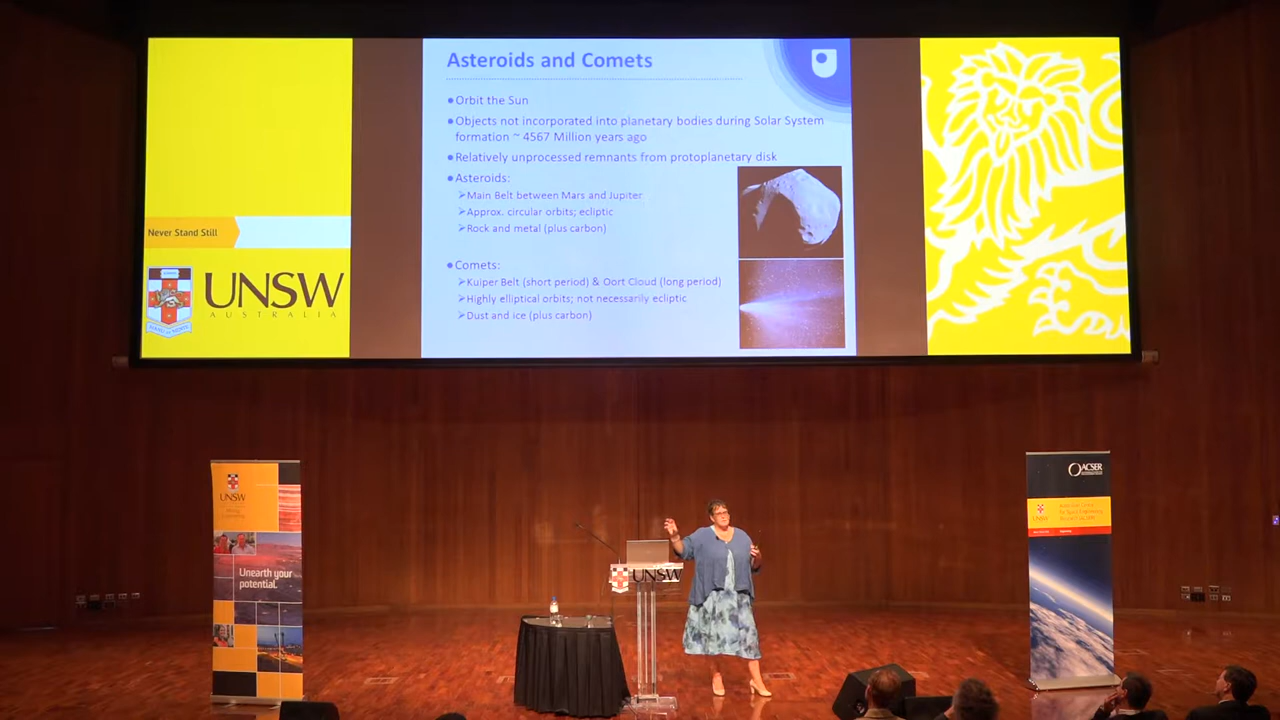 Asteroids and Comets
Orbit the Sun
Objects not incorporated into planetary bodies during Solar System
formation ~ 4567 Million years ago
Relatively unprocessed remnants from protoplanetary disk
Asteroids:
Main Belt between Mars and Jupiter
Approx. circular orbits; ecliptic
Rock and metal (plus carbon)
Comets:
Kuiper Belt (short period) & Oort Cloud (long period)
Highly elliptical orbits; not necessarily ecliptic
Dust and ice (plus carbon)
Never Stand Still
UNSW
AUSTRALIA
UNSW
Unearth your
potential.
UNSW
ACSER
UNSW